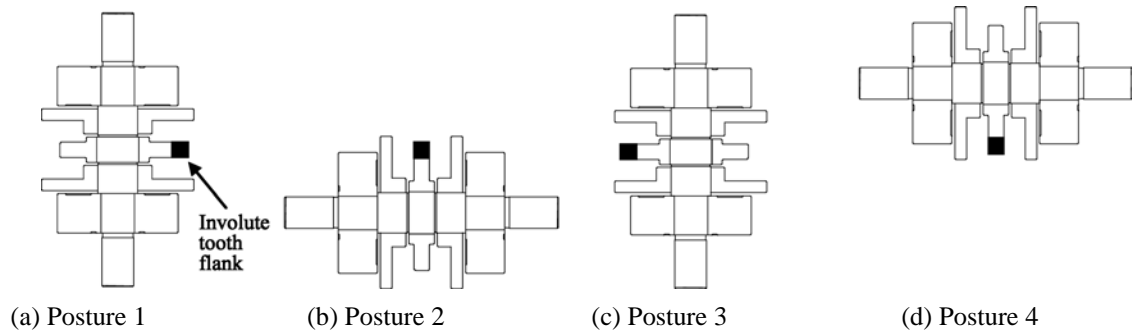 Involute
tooth
flank
(a) Posture 1
(b) Posture 2
(c) Posture 3
(d) Posture 4